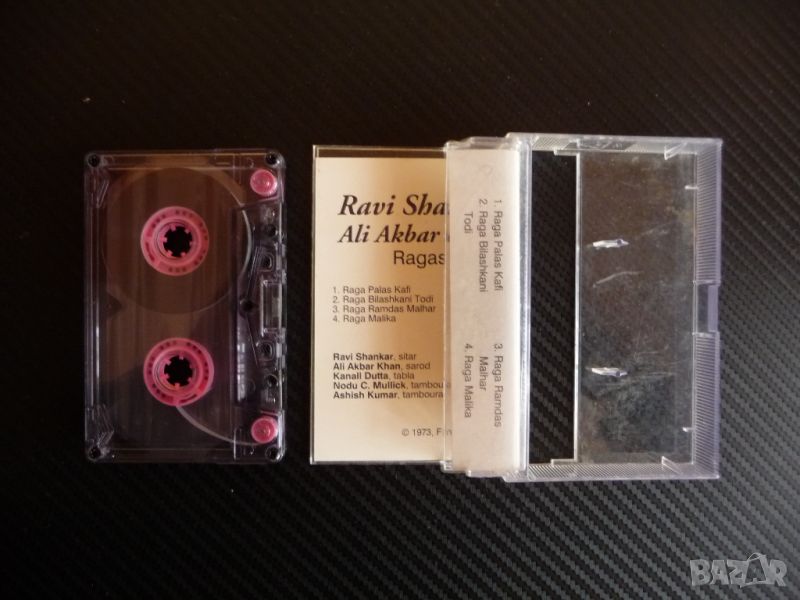 Ravi
Ali Akbar
Ragas
1. Raga Palas Kafi
2. Raga Bilashkani Todi
3. Raga Ramdas Malhar
4. Raga Malika
Ravi Shankar, sitar
Ali Akbar Khan, sarod
Kanall Dutta, tabla
Nodu C. Mullick, tamboura
Ashish Kumar, tamboura
© 1973,
1. Raga Palas Kafi
2. Raga Bilashkani
Todi
3. Raga Ramdas
Malhar
4. Raga Malika
BAZAR